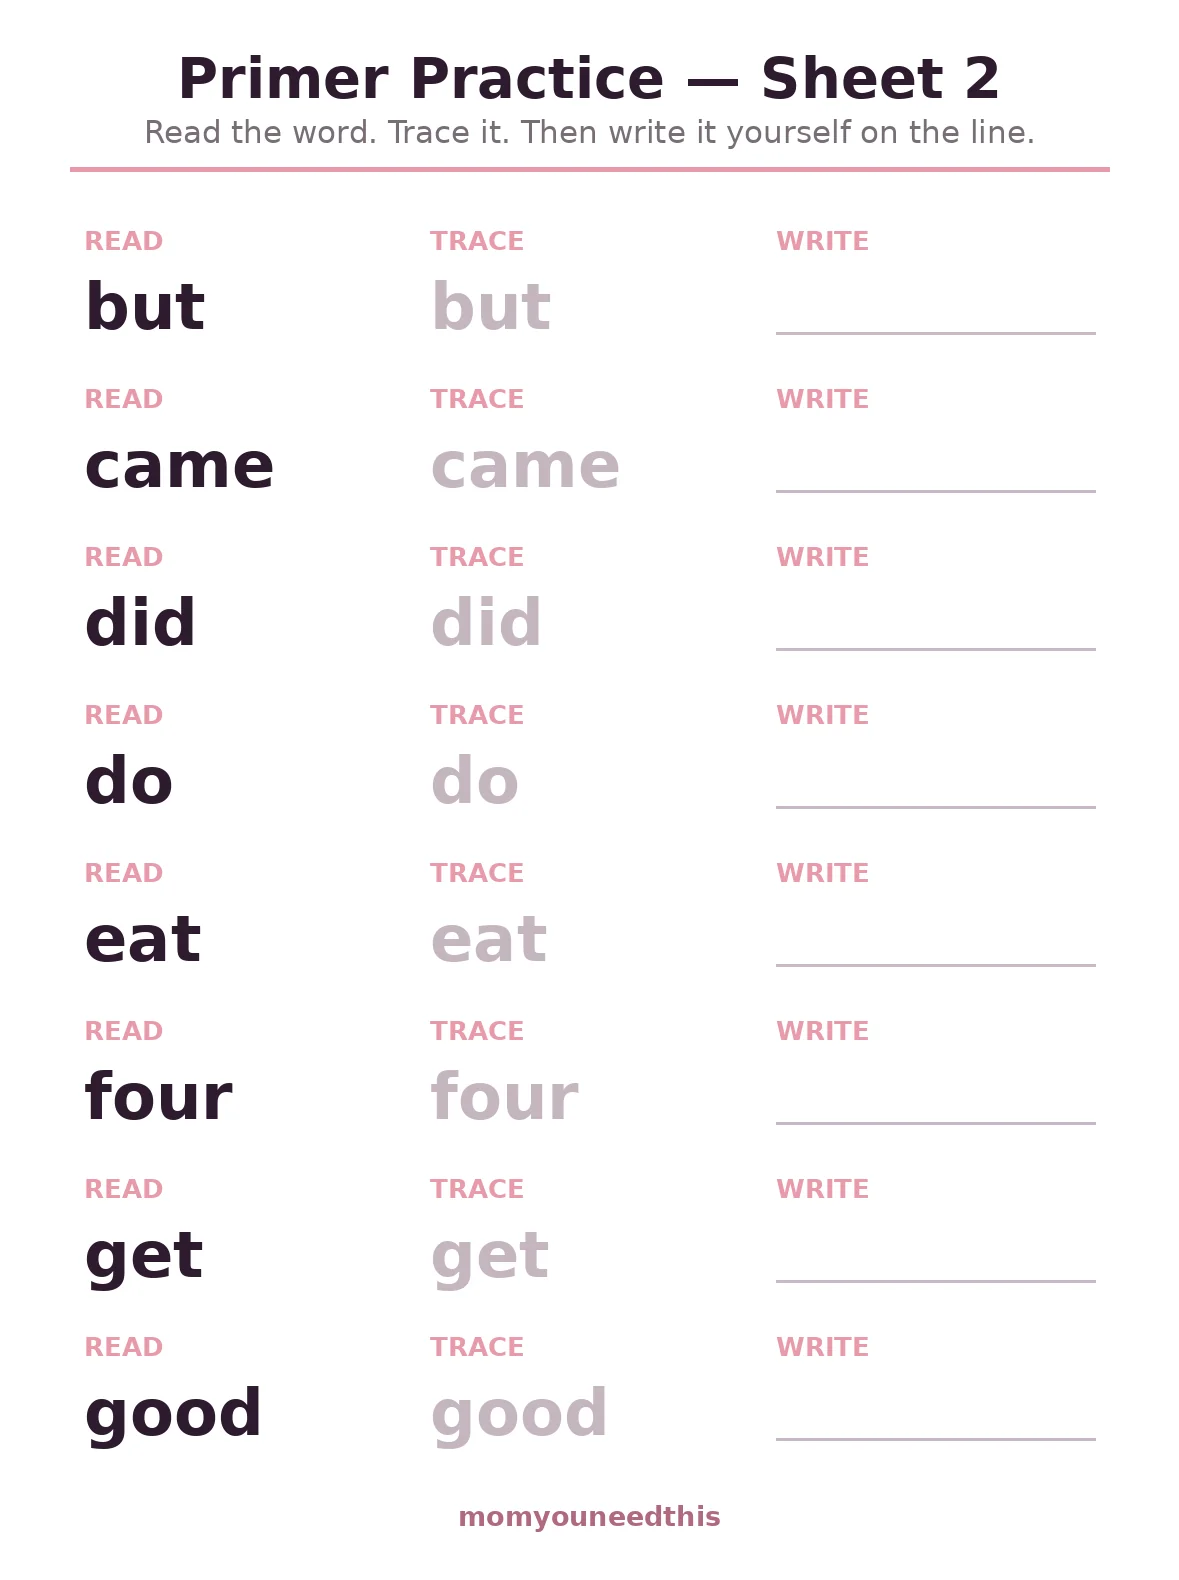 Primer Practice — Sheet 2
Read the word. Trace it. Then write it yourself on the line.
READ TRACE WRITE
but but
READ TRACE WRITE
came came
READ TRACE WRITE
did did
READ TRACE WRITE
do do
READ TRACE WRITE
eat eat
READ TRACE WRITE
four four
READ TRACE WRITE
get get
READ TRACE WRITE
good good
momyouneedthis